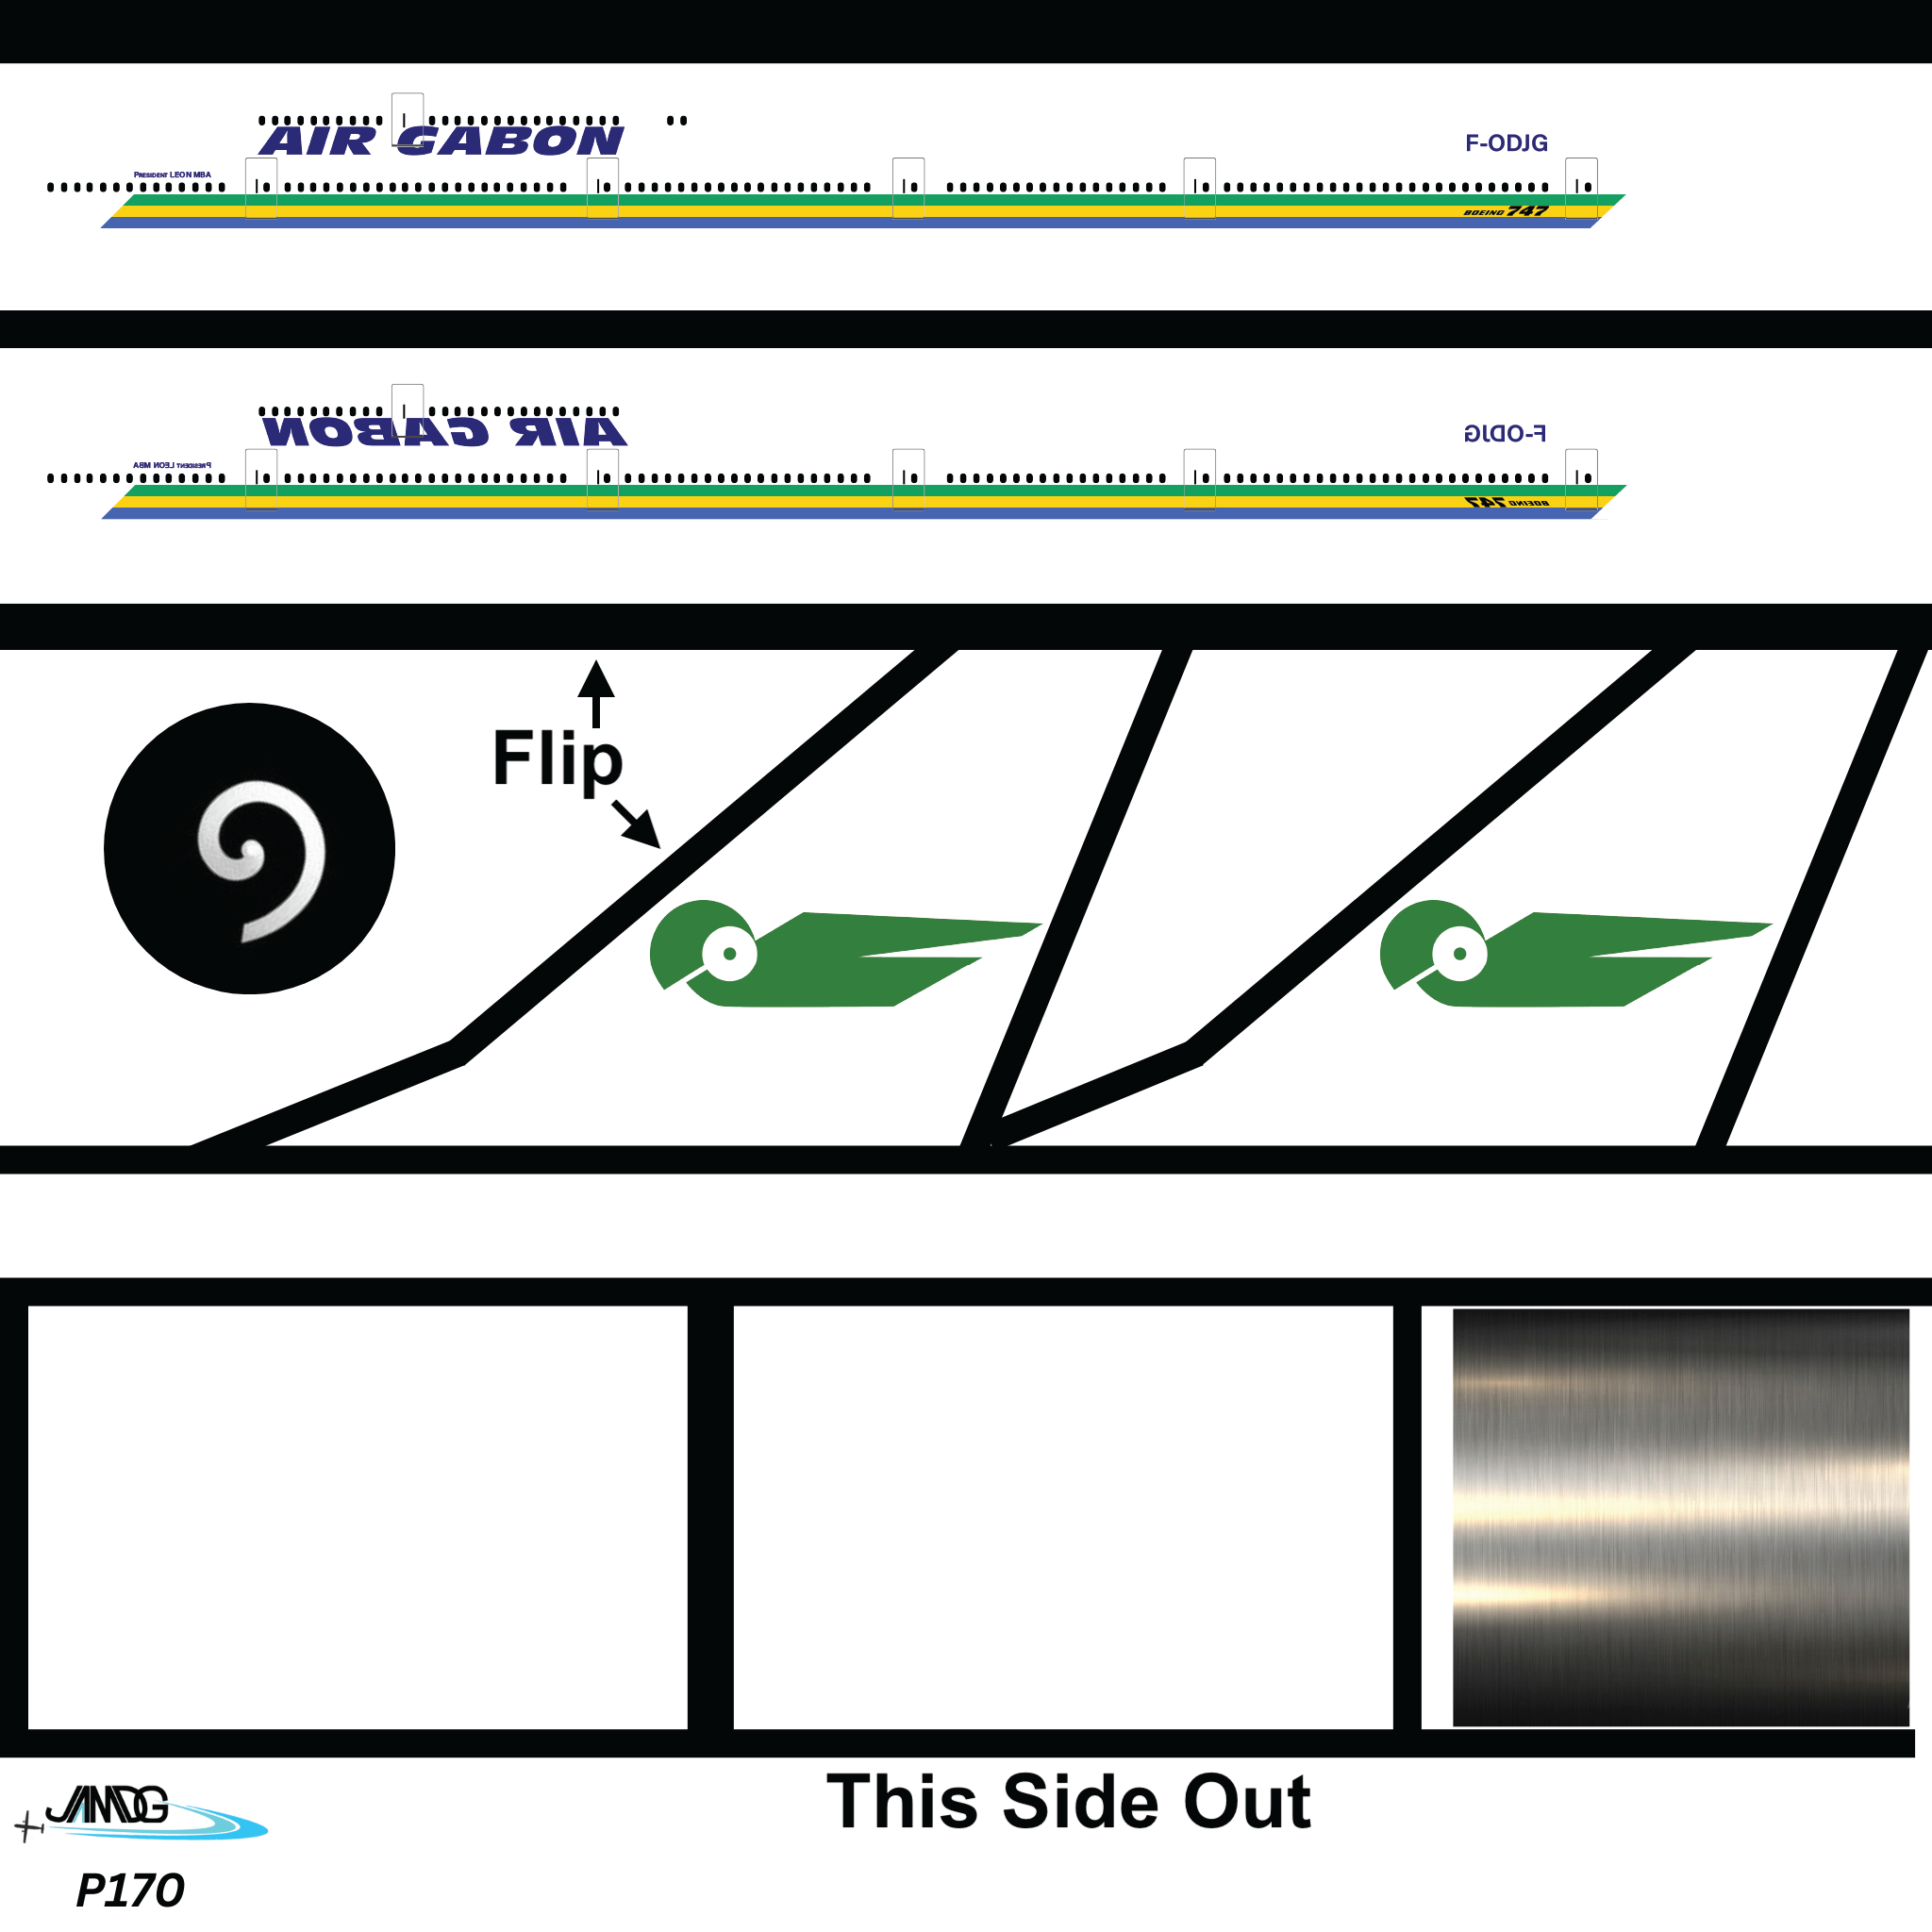 AIR GABON
F-ODJG
PRESIDENT LEON MBA
BOEING 747
AIR GABON
F-ODJG
PRESIDENT LEON MBA
BOEING 747
Flip
This Side Out
JAMDG
P170